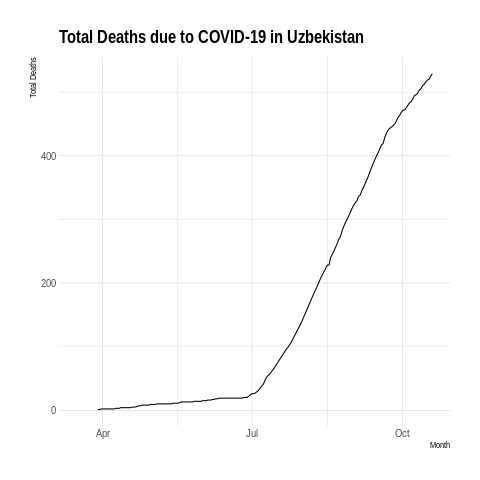 Total Deaths due to COVID-19 in Uzbekistan
Total Deaths
400
200
0
Apr
Jul
Oct
Month